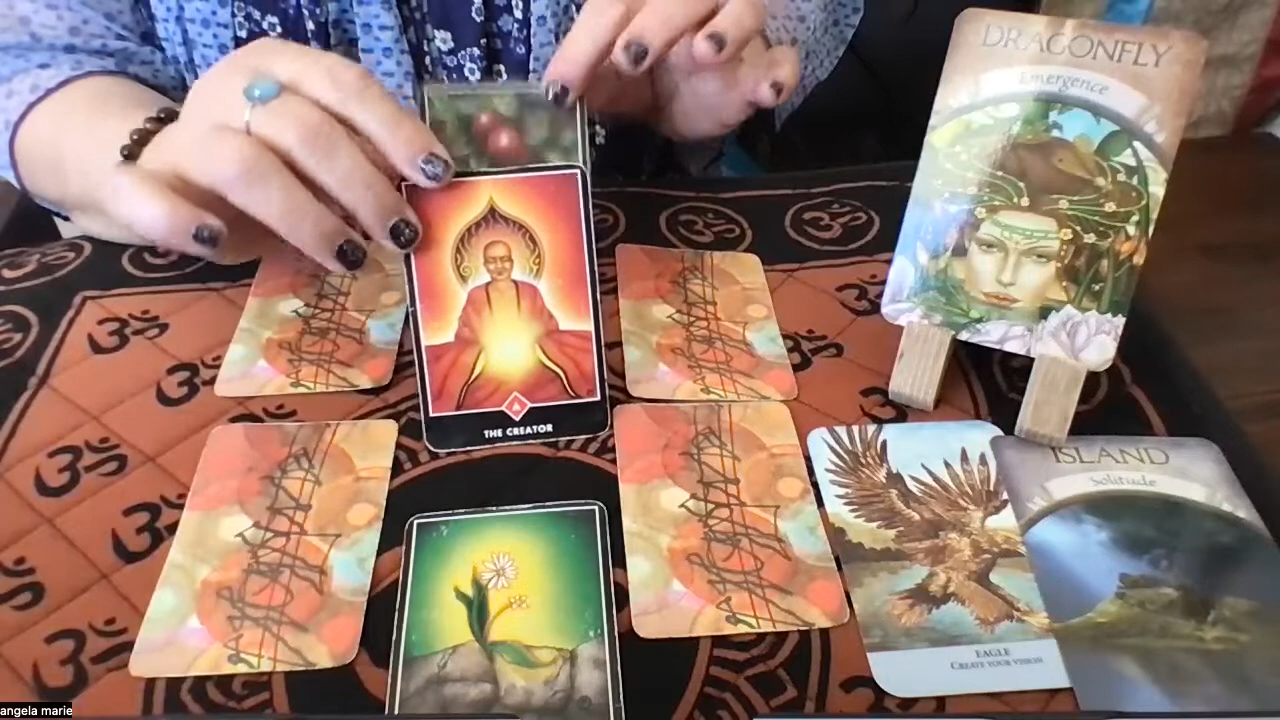 DRAGONFLY
Emergence
THE CREATOR
ISLAND
Solitude
EAGLE
CREATE YOUR VISION
angela marie